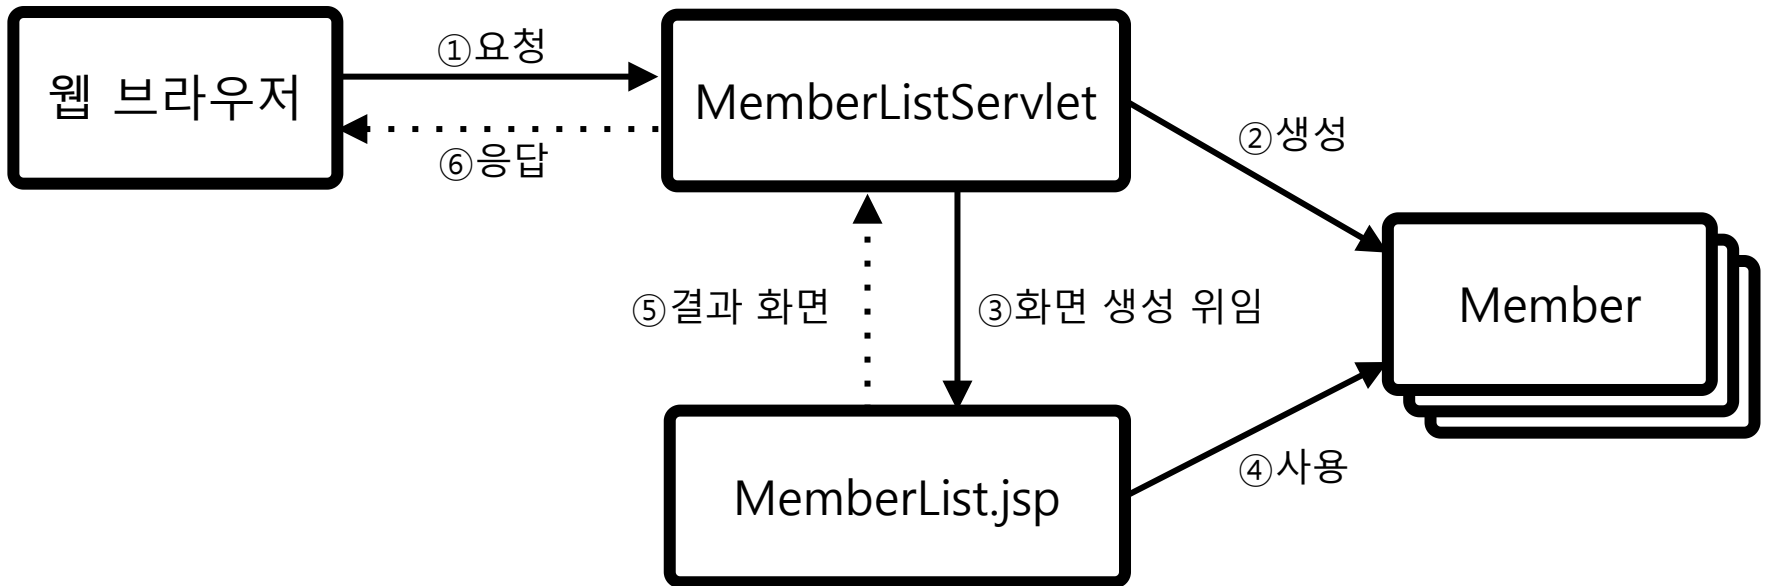 웹 브라우저
①요청
⑥응답
MemberListServlet
②생성
Member
⑤결과 화면
③화면 생성 위임
④사용
MemberList.jsp